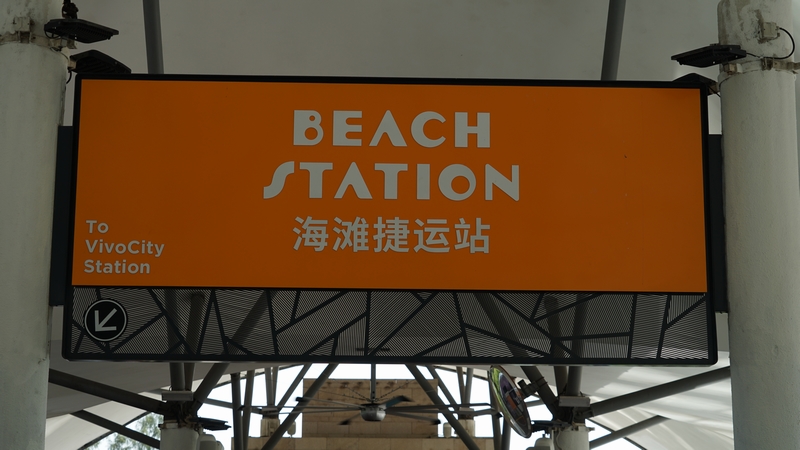 BEACH
STATION
海滩捷运站
To
VivoCity
Station